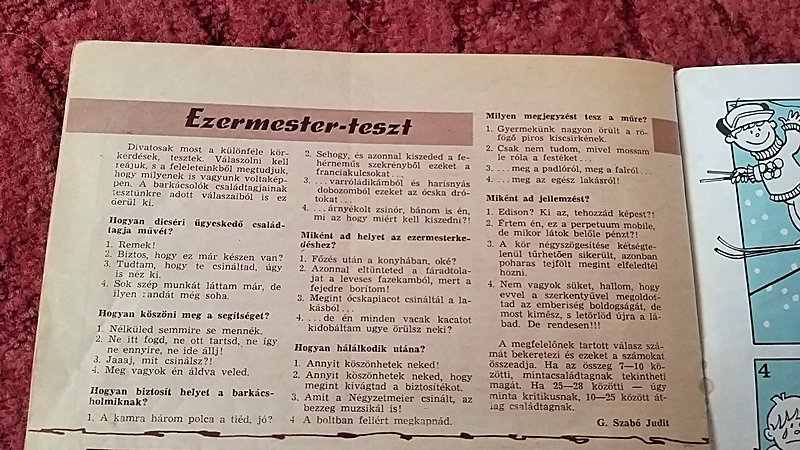 Ezermester-teszt
Divatosak most a különféle kör-
kérdések, tesztek. Válaszolni kell
reájuk, s a feleleteinkből megtudjuk,
hogy milyenek is vagyunk voltakép-
pen. A barkácsolók családtagjainak
tesztünkre adott válaszaiból is ez
derül ki.
Hogyan dicséri ügyeskedő család-
tagja művét?
1. Remek!
2. Biztos, hogy ez már készen van?
3. Tudtam, hogy te csináltad, úgy
is néz ki.
4. Sok szép munkát láttam már, de
ilyen randát még soha.
Hogyan köszöni meg a segítséget?
1. Nélküled semmire se mennék.
2. Ne itt fogd, ne ott tartsd, ne így
ne ennyire, ne ide állj!
3. Jaaaj, mit csinálsz?!
4. Meg vagyok én áldva veled.
Hogyan biztosít helyet a barkács-
holmiknak?
1. A kamra három polca a tiéd, jó?
2. Sehogy, és azonnal kiszeded a fe-
hérneműs szekrényből ezeket a
franciakulcsokat...
3. ...varróládikámból és harisnyás
dobozomból ezeket az ócska dró-
tokat...
4. ...árnyékolt zsinór, bánom is én,
mi az hogy miért kell kiszedni?!
Miként ad helyet az ezermesterke-
déshez?
1. Főzés után a konyhában, oké?
2. Azonnal eltünteted a fáradtola-
jat a leveses fazekamból, mert a
fejedre borítom!
3. Megint ócskapiacot csináltál a la-
kásból...
4. ...de én minden vacak kacatot
kidobáltam ugye örülsz neki?
Hogyan hálálkodik utána?
1. Annyit köszönhetek neked!
2. Annyit köszönhetek neked, hogy
megint kivágtad a biztosítékot.
3. Amit a Négyzetmeier csinált, az
bezzeg muzsikál is!
4 A boltban felért megkapnád.
Milyen megjegyzést tesz a műre?
1. Gyermekünk nagyon örült a rö-
fögő piros kiscsirkének.
2. Csak nem tudom, mivel mossam
le róla a festéket...
3. ...meg a padlóról, meg a falról...
4. ...meg az egész lakásról!
Miként ad jellemzést?
1. Edison? Ki az, tehozzád képest?!
2. Értem én, ez a perpetuum mobile,
de mikor látok belőle pénzt?!
3. A kör négyszögesítése kétségte-
lenül tűrhetően sikerült, azonban
poharas tejfölt megint elfeledtél
hozni.
4. Nem vagyok süket, hallom, hogy
evvel a szerkentyűvel megoldot-
tad az emberiség boldogságát, de
most kimész, s letörlöd újra a lá-
bad. De rendesen!!!
A megfelelőnek tartott válasz szá-
mát bekeretezi és ezeket a számokat
összeadja. Ha az összeg 7—10 kö-
zötti, mintacsaládtagnak tekintheti
magát. Ha 25—28 közötti — úgy
minta kritikusnak, 10—25 között át-
lag családtagnak.
G. Szabó Judit
4